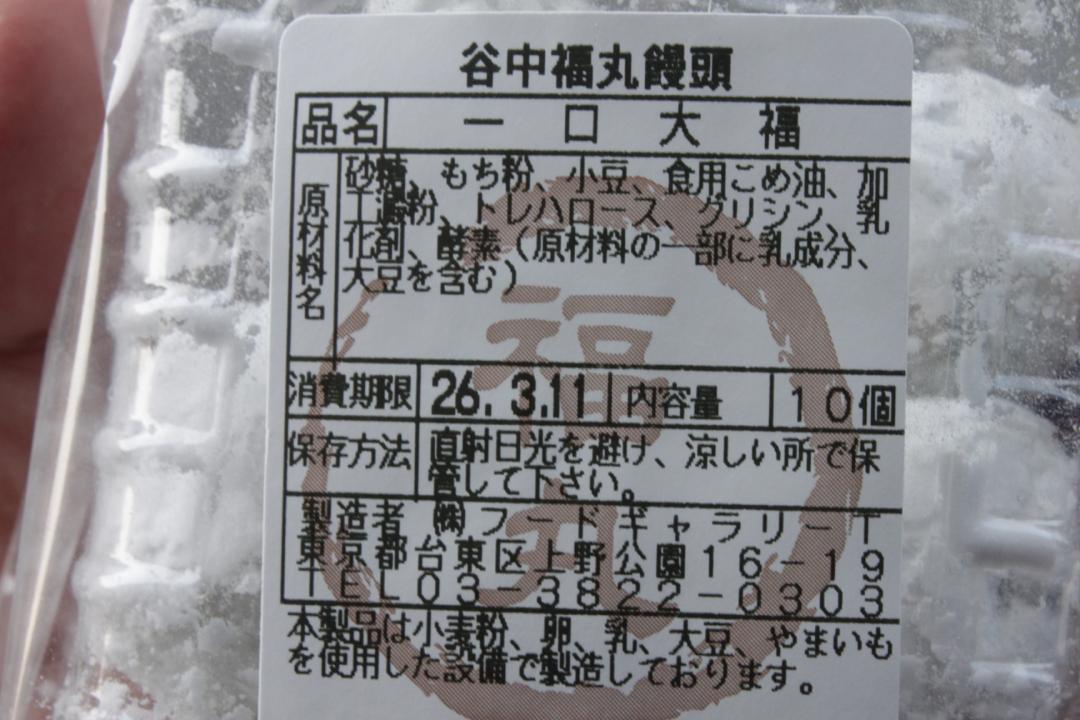 谷中福丸饅頭
品名 一口大福
原材料名 砂糖、もち粉、小豆、食用こめ油、加
工澱粉、トレハロース、グリシン、乳
化剤、酵素（原材料の一部に乳成分、
大豆を含む）
消費期限 26.3.11 内容量 10個
保存方法 直射日光を避け、涼しい所で保
管して下さい。
製造者 ㈱フードギャラリーT
東京都台東区上野公園16-19
TEL03-3822-0303
本製品は小麦粉、卵、乳、大豆、やまいも
を使用した設備で製造しております。
福丸